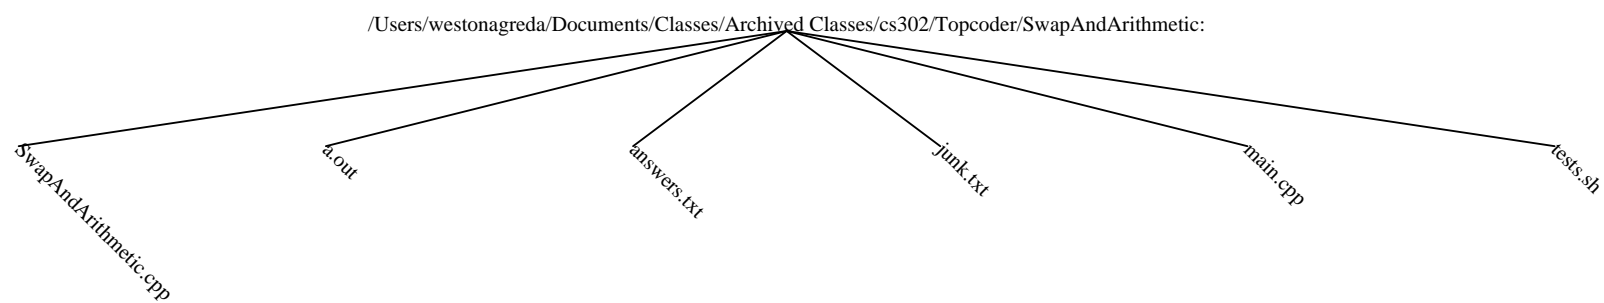 /Users/westonagreda/Documents/Classes/Archived Classes/cs302/Topcoder/SwapAndArithmetic:
SwapAndArithmetic.cpp
a.out
answers.txt
junk.txt
main.cpp
tests.sh